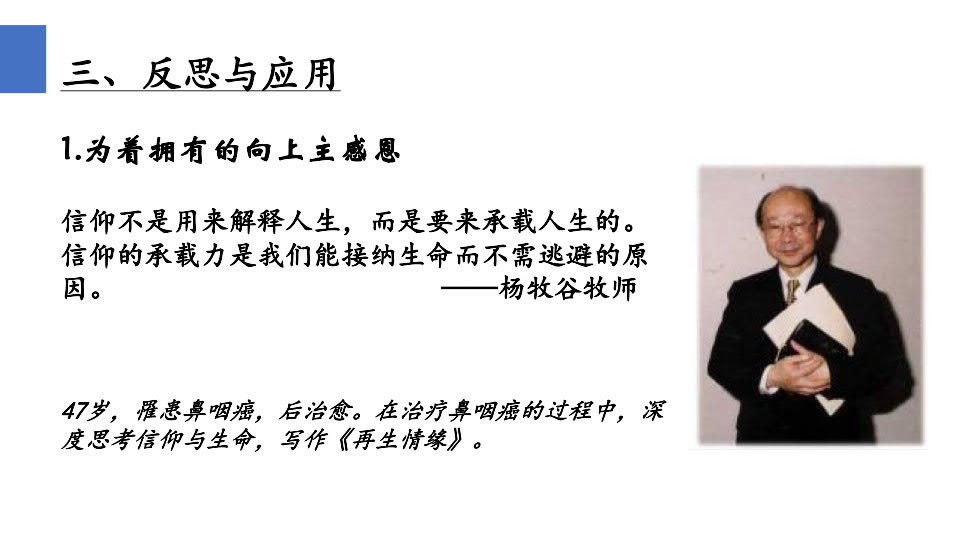 三、反思与应用
1.为着拥有的向上主感恩
信仰不是用来解释人生，而是要来承载人生的。
信仰的承载力是我们能接纳生命而不需逃避的原
因。 ——杨牧谷牧师
47岁，罹患鼻咽癌，后治愈。在治疗鼻咽癌的过程中，深
度思考信仰与生命，写作《再生情缘》。